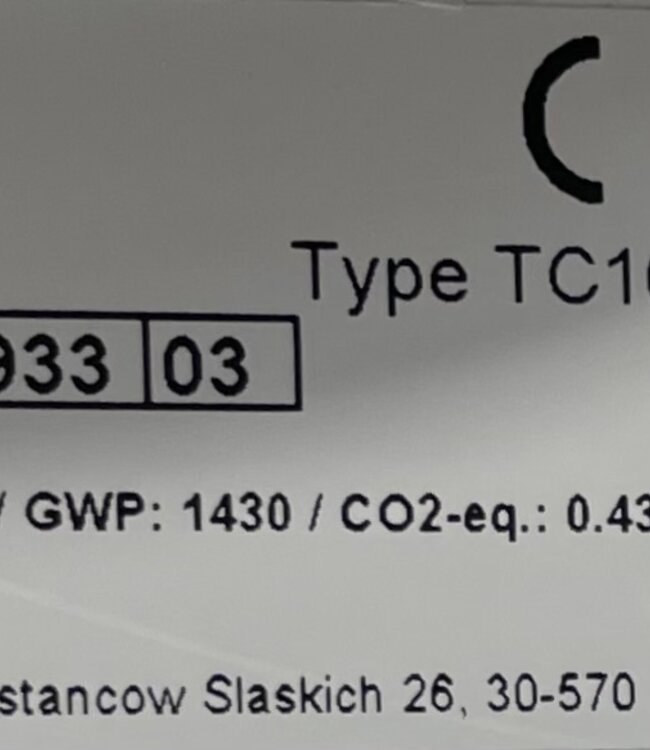 Type TC1
933 03
/ GWP: 1430 / CO2-eq.: 0.43
stancow Slaskich 26, 30-570